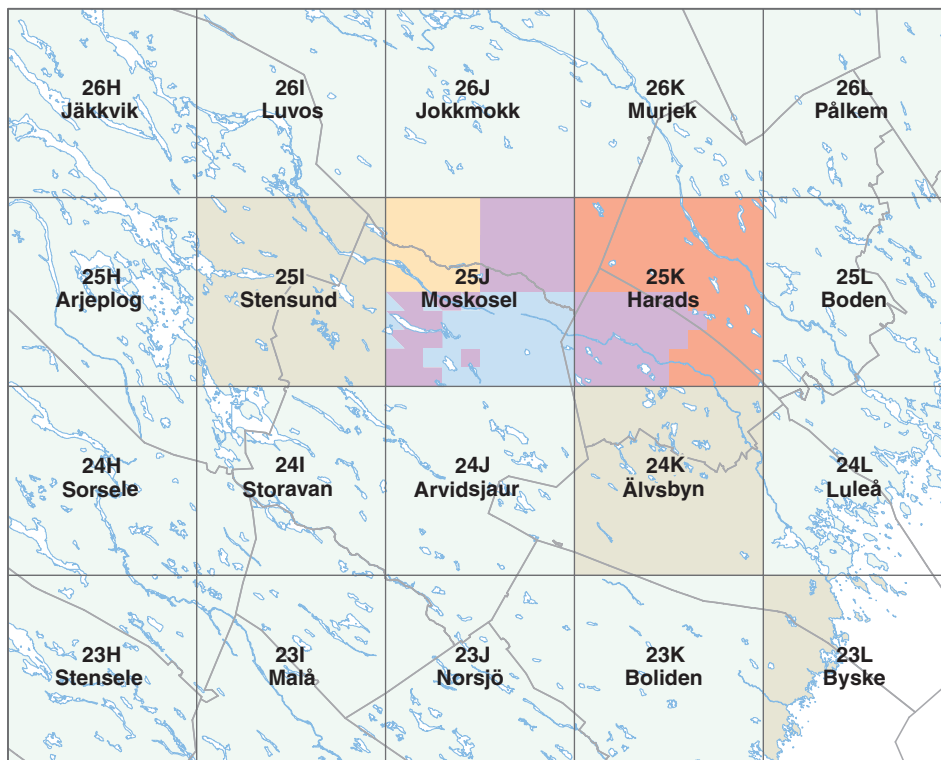 26H
Jäkkvik
26I
Luvos
26J
Jokkmokk
26K
Murjek
26L
Pålkem
25H
Arjeplog
25I
Stensund
25J
Moskosel
25K
Harads
25L
Boden
24H
Sorsele
24I
Storavan
24J
Arvidsjaur
24K
Älvsbyn
24L
Luleå
23H
Stensele
23I
Malå
23J
Norsjö
23K
Boliden
23L
Byske